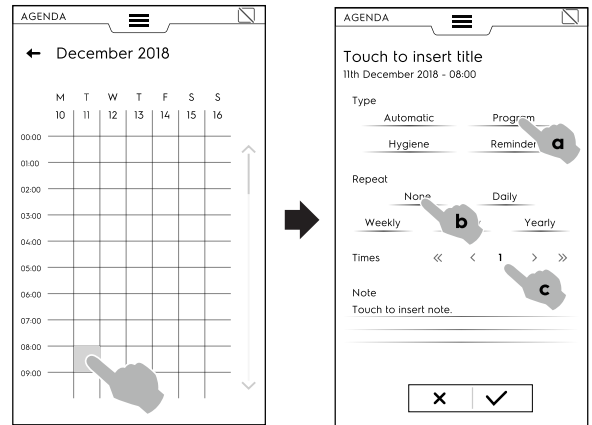 AGENDA
December 2018
M T W T F S S
10 11 12 13 14 15 16
00:00
01:00
02:00
03:00
04:00
05:00
06:00
07:00
08:00
09:00
AGENDA
Touch to insert title
11th December 2018 - 08:00
Type
Automatic Program
a
Hygiene Reminder
Repeat
None Daily
b
Weekly Yearly
Times « < 1 > »
c
Note
Touch to insert note.